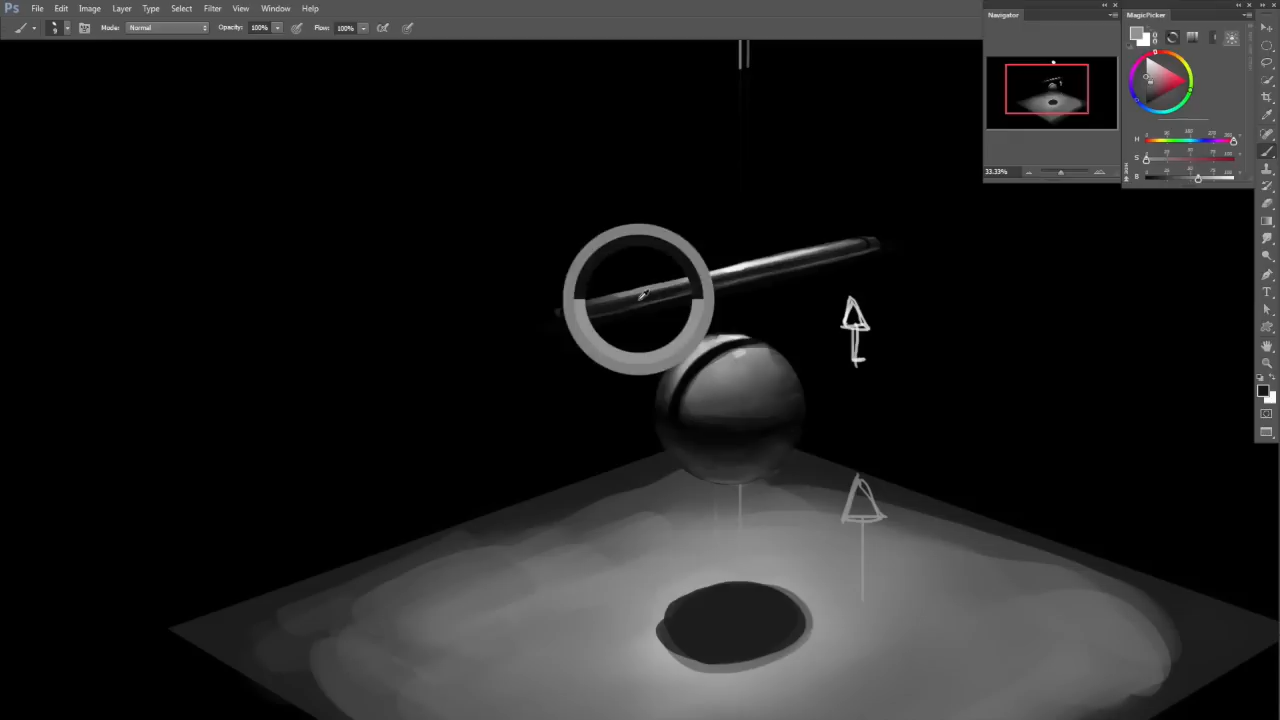 Ps File Edit Image Layer Type Select Filter View Window Help
Mode: Normal Opacity: 100% Flow: 100%
Navigator
33.33%
MagicPicker
H
S
B
T